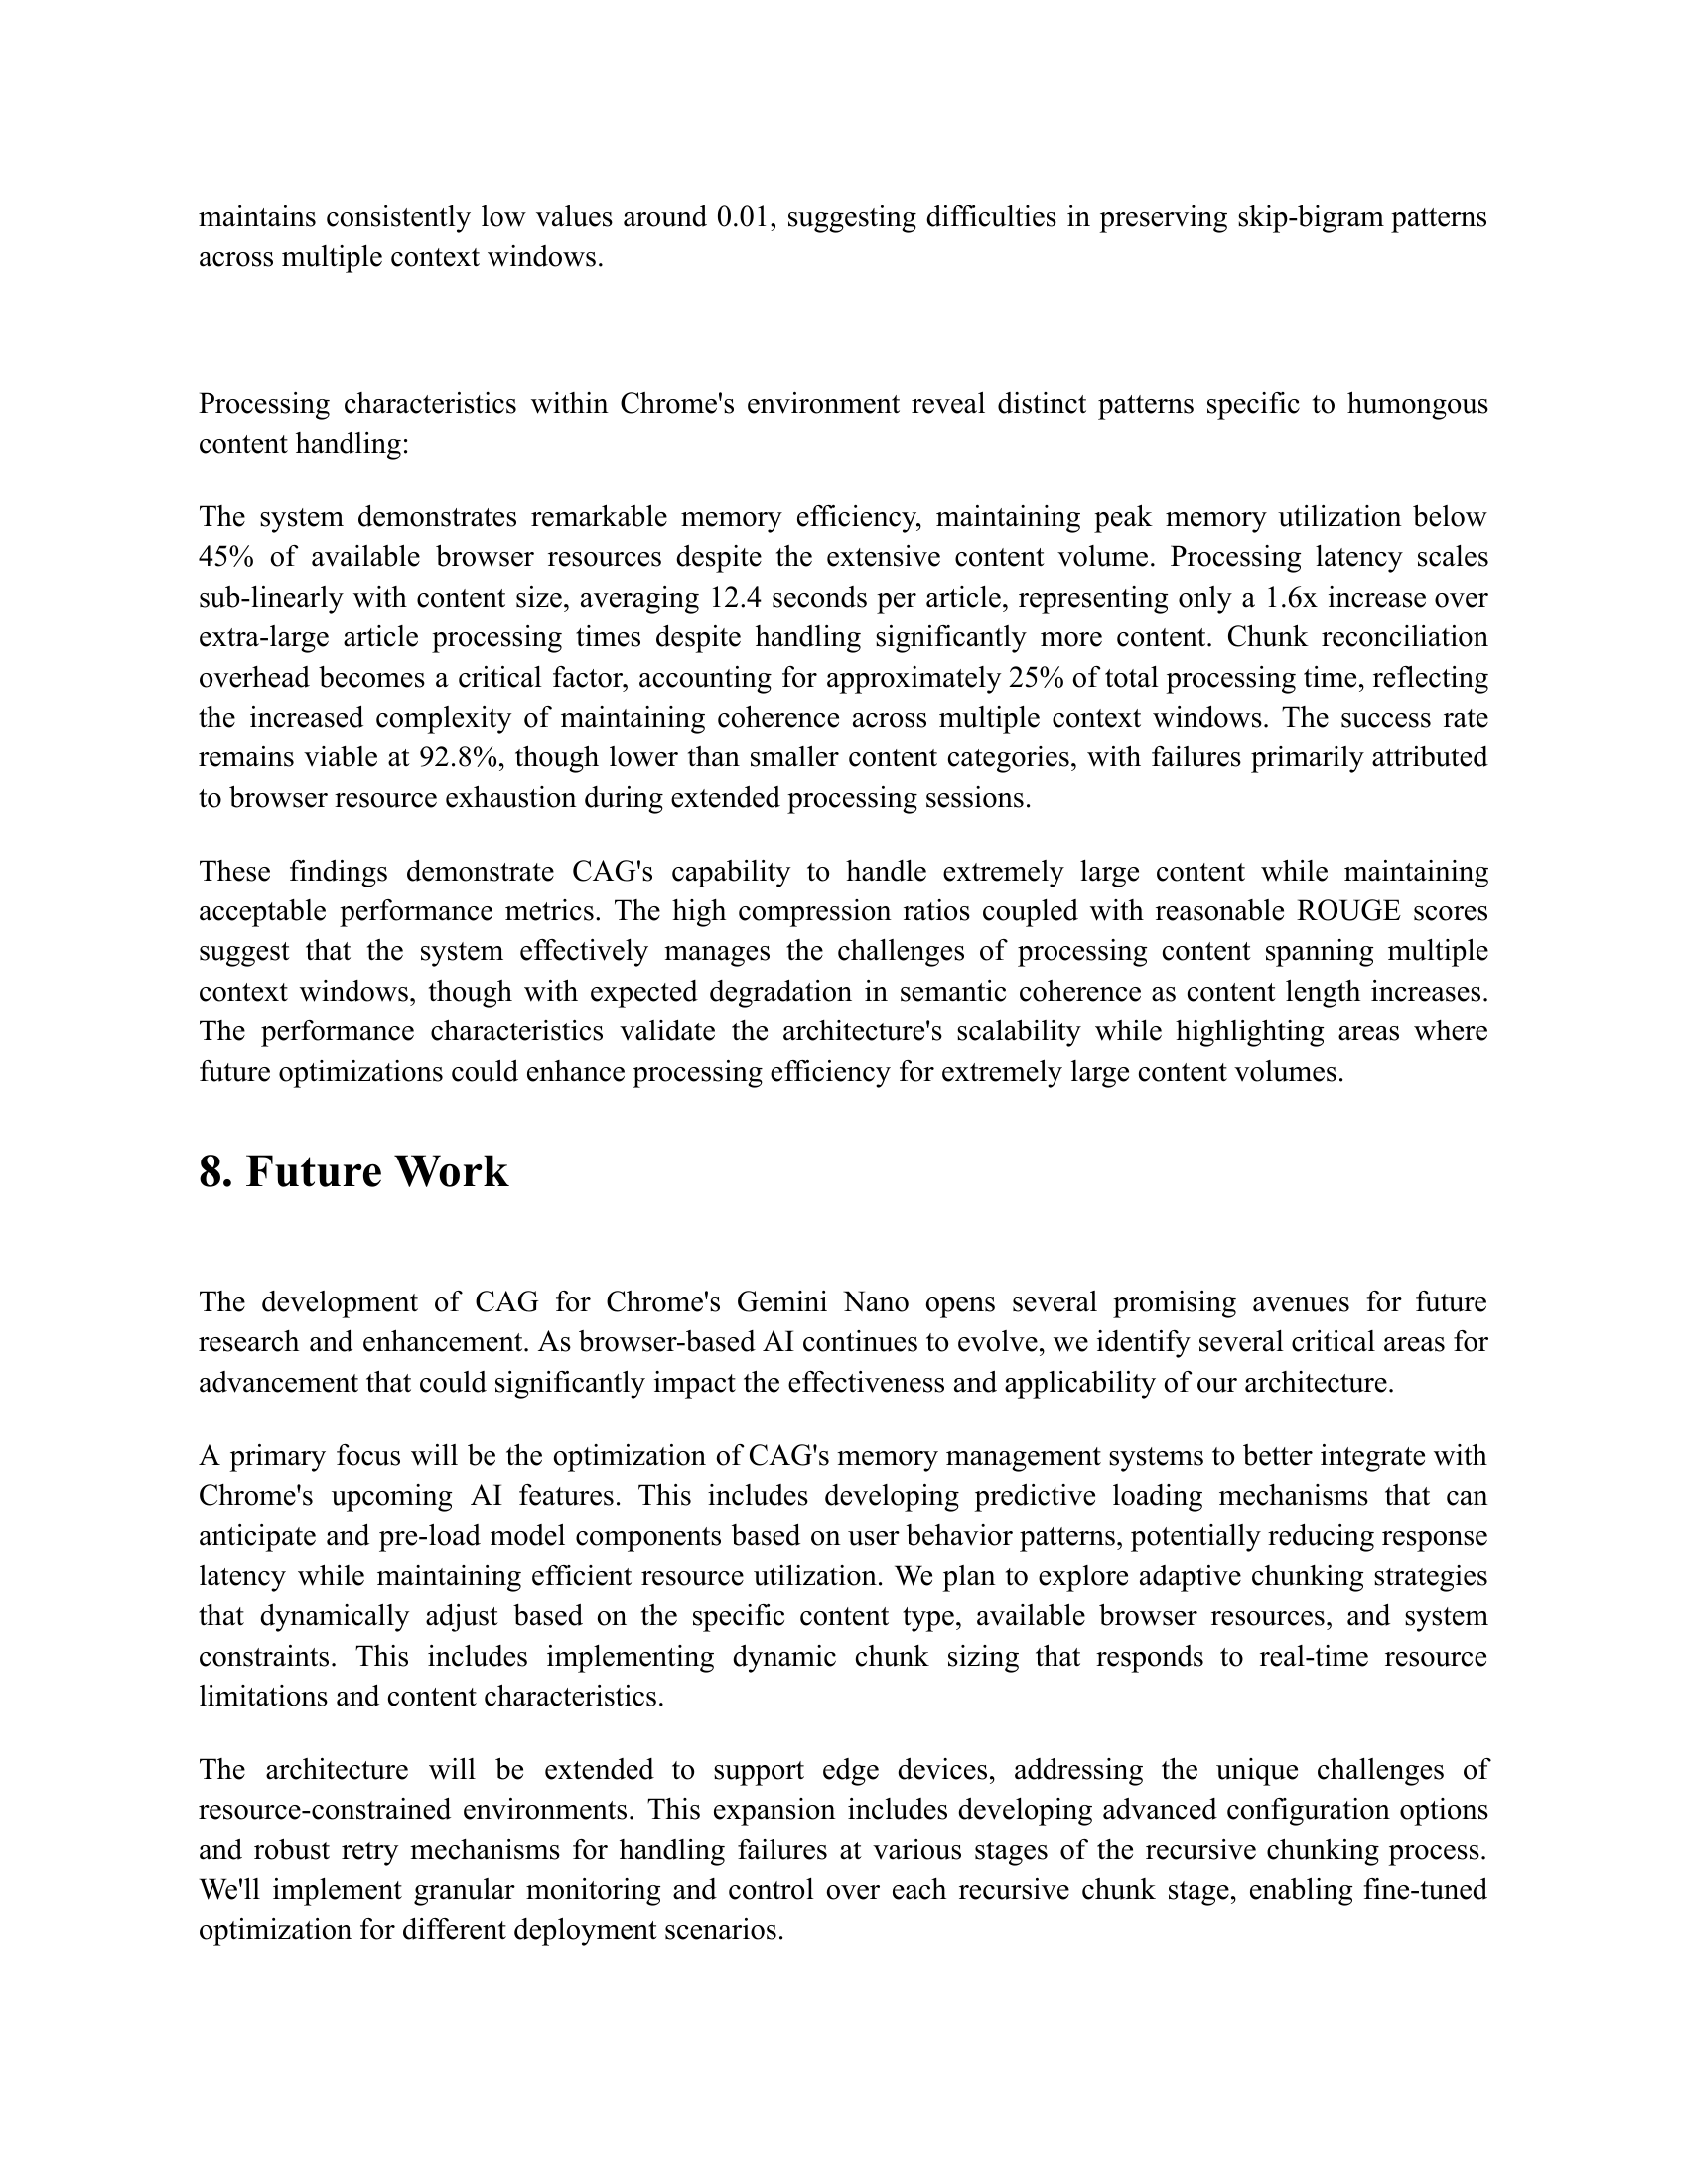 maintains consistently low values around 0.01, suggesting difficulties in preserving skip-bigram patterns
across multiple context windows.
Processing characteristics within Chrome's environment reveal distinct patterns specific to humongous
content handling:
The system demonstrates remarkable memory efficiency, maintaining peak memory utilization below
45% of available browser resources despite the extensive content volume. Processing latency scales
sub-linearly with content size, averaging 12.4 seconds per article, representing only a 1.6x increase over
extra-large article processing times despite handling significantly more content. Chunk reconciliation
overhead becomes a critical factor, accounting for approximately 25% of total processing time, reflecting
the increased complexity of maintaining coherence across multiple context windows. The success rate
remains viable at 92.8%, though lower than smaller content categories, with failures primarily attributed
to browser resource exhaustion during extended processing sessions.
These findings demonstrate CAG's capability to handle extremely large content while maintaining
acceptable performance metrics. The high compression ratios coupled with reasonable ROUGE scores
suggest that the system effectively manages the challenges of processing content spanning multiple
context windows, though with expected degradation in semantic coherence as content length increases.
The performance characteristics validate the architecture's scalability while highlighting areas where
future optimizations could enhance processing efficiency for extremely large content volumes.
8. Future Work
The development of CAG for Chrome's Gemini Nano opens several promising avenues for future
research and enhancement. As browser-based AI continues to evolve, we identify several critical areas for
advancement that could significantly impact the effectiveness and applicability of our architecture.
A primary focus will be the optimization of CAG's memory management systems to better integrate with
Chrome's upcoming AI features. This includes developing predictive loading mechanisms that can
anticipate and pre-load model components based on user behavior patterns, potentially reducing response
latency while maintaining efficient resource utilization. We plan to explore adaptive chunking strategies
that dynamically adjust based on the specific content type, available browser resources, and system
constraints. This includes implementing dynamic chunk sizing that responds to real-time resource
limitations and content characteristics.
The architecture will be extended to support edge devices, addressing the unique challenges of
resource-constrained environments. This expansion includes developing advanced configuration options
and robust retry mechanisms for handling failures at various stages of the recursive chunking process.
We'll implement granular monitoring and control over each recursive chunk stage, enabling fine-tuned
optimization for different deployment scenarios.